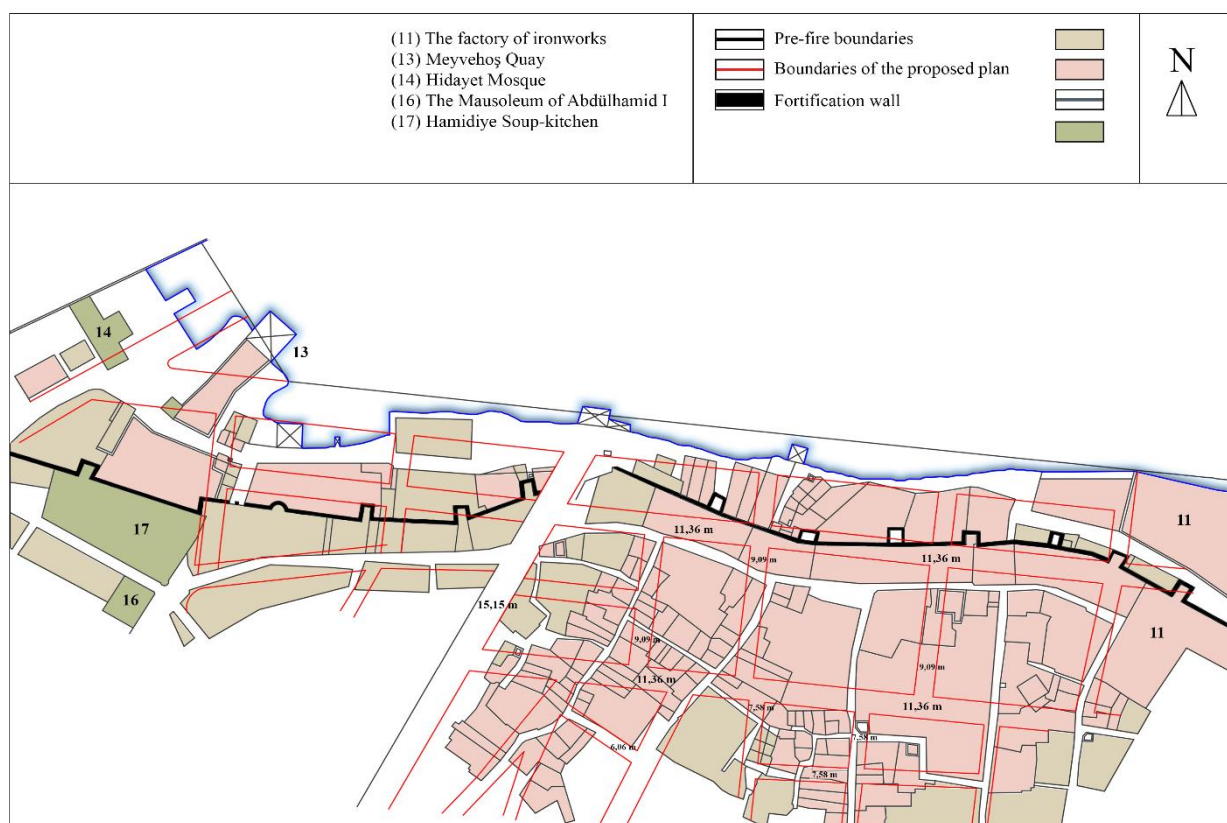 (11) The factory of ironworks
(13) Meyvehoş Quay
(14) Hidayet Mosque
(16) The Mausoleum of Abdülhamid I
(17) Hamidiye Soup-kitchen
Pre-fire boundaries
Boundaries of the proposed plan
Fortification wall
N
14
13
11
17
11,36 m
11,36 m
9,09 m
16
15,15 m
11
9,09 m
9,09 m
11,36 m
11,36 m
7,58 m
7,58 m
6,06 m
7,58 m